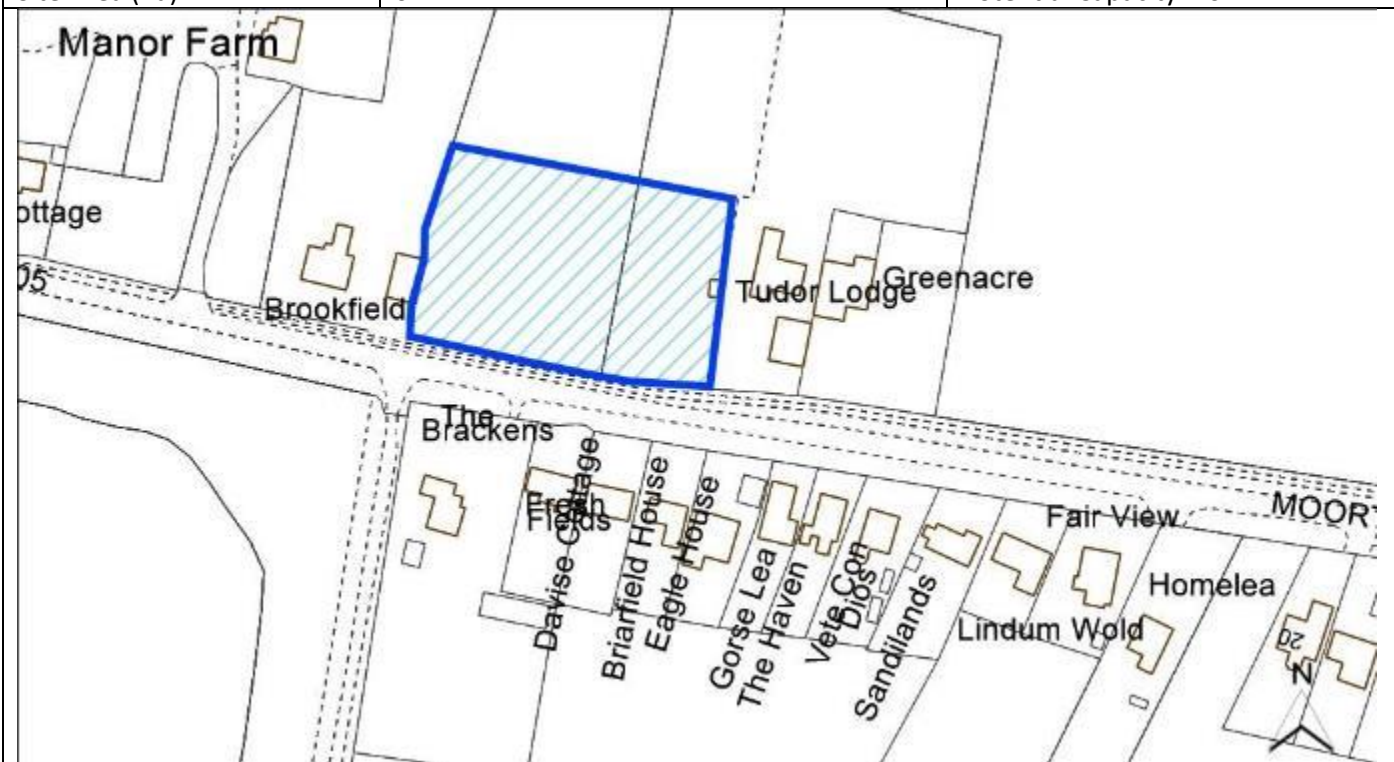 Manor Farm
ottage
05
Brookfield
Tudor Lodge
Greenacre
The
Brackens
Fresh
Fields
Davise Cottage
Briarfield House
Eagle House
Gorse Lea
The Haven
Vete Con
Dios
Sandilands
Fair View
MOORT
Homelea
Lindum Wold
20
N